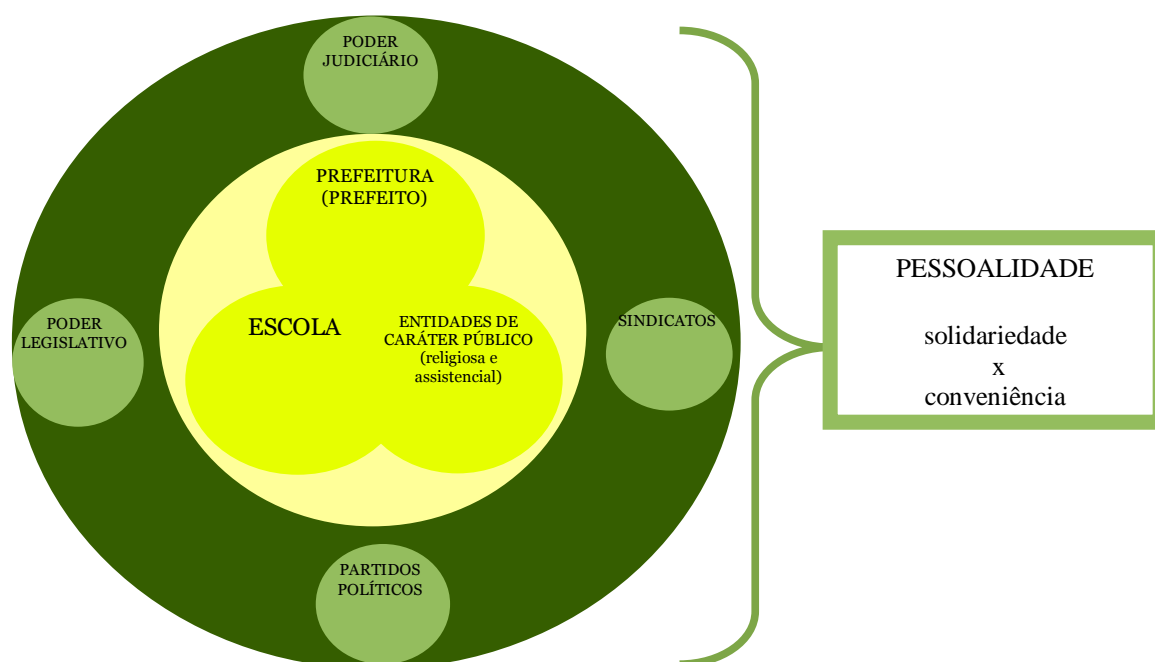 PODER
JUDICIÁRIO
PREFEITURA
(PREFEITO)
PODER
LEGISLATIVO
ESCOLA
ENTIDADES DE
CARÁTER PÚBLICO
(religiosa e
assistencial)
SINDICATOS
PARTIDOS
POLÍTICOS
PESSOALIDADE
solidariedade
x
conveniência